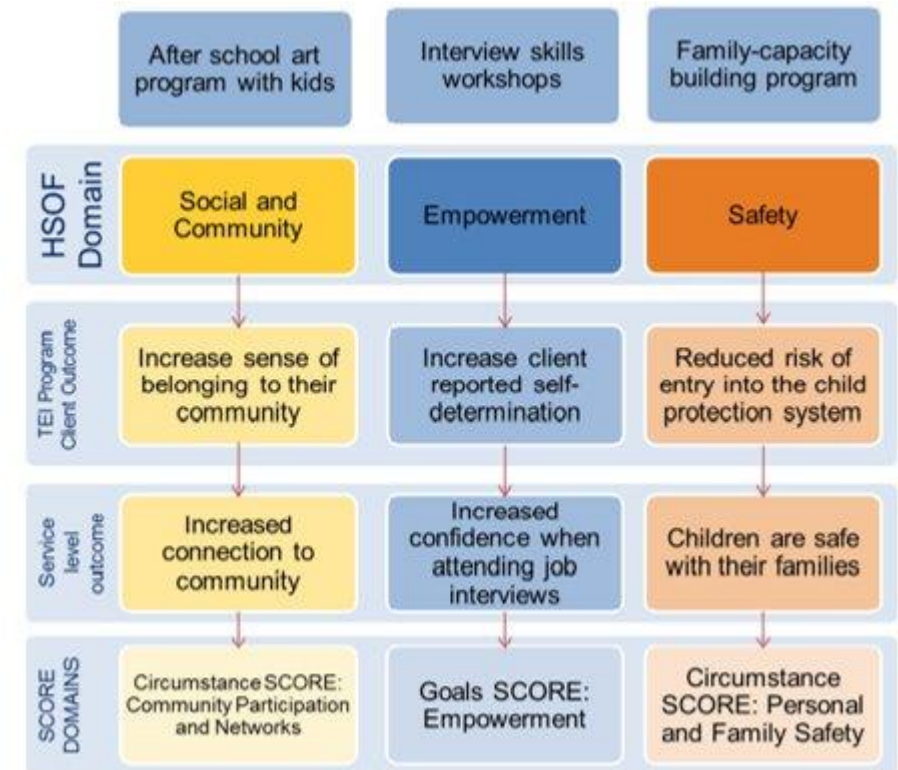 After school art
program with kids
Interview skills
workshops
Family-capacity
building program
HSOF
Domain
Social and
Community
Empowerment
Safety
TEI Program
Client Outcome
Increase sense of
belonging to their
community
Increase client
reported self-
determination
Reduced risk of
entry into the child
protection system
Service
level
outcome
Increased
connection to
community
Increased
confidence when
attending job
interviews
Children are safe
with their families
SCORE
DOMAINS
Circumstance SCORE:
Community Participation
and Networks
Goals SCORE:
Empowerment
Circumstance
SCORE: Personal
and Family Safety